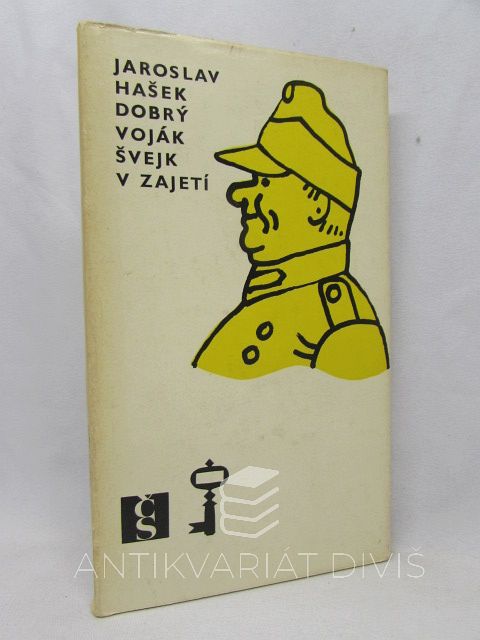 JAROSLAV
HAŠEK
DOBRÝ
VOJÁK
ŠVEJK
V ZAJETÍ
čs
ANTIKVARIÁT DIVIŠ